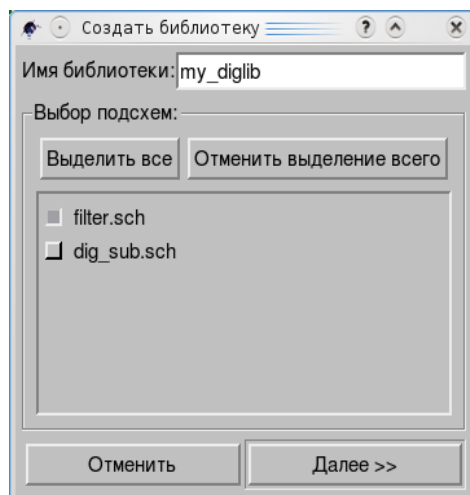 Создать библиотеку
Имя библиотеки: my_diglib
Выбор подсхем:
Выделить все Отменить выделение всего
filter.sch
dig_sub.sch
Отменить Далее >>